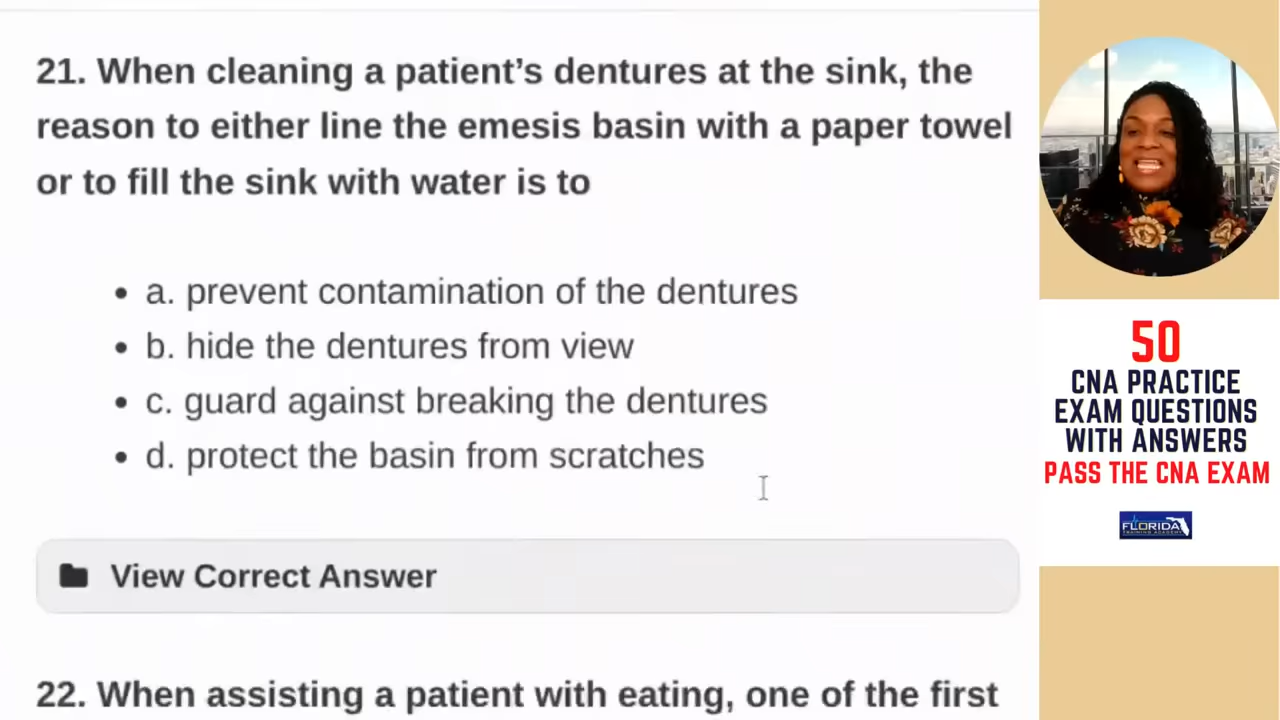 21. When cleaning a patient’s dentures at the sink, the
reason to either line the emesis basin with a paper towel
or to fill the sink with water is to
• a. prevent contamination of the dentures
• b. hide the dentures from view
• c. guard against breaking the dentures
• d. protect the basin from scratches
View Correct Answer
22. When assisting a patient with eating, one of the first
50
CNA PRACTICE
EXAM QUESTIONS
WITH ANSWERS
PASS THE CNA EXAM
FLORIDA
TRAINING ACADEMY